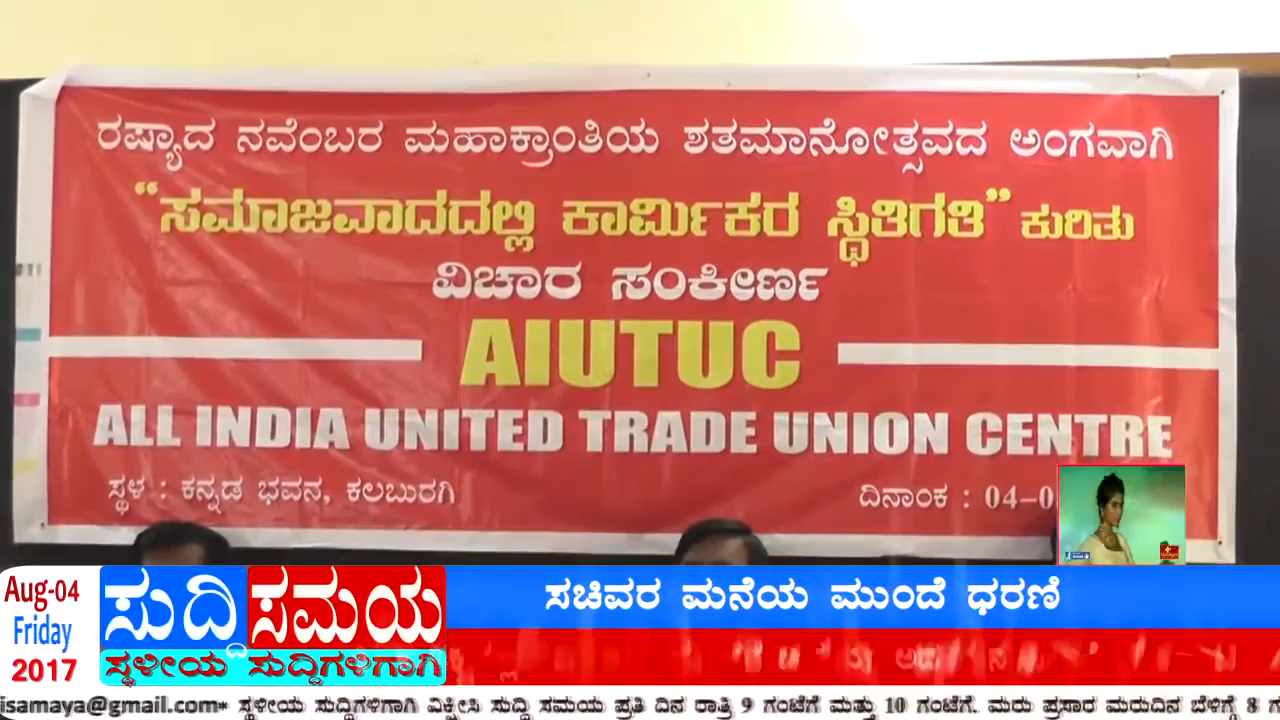 ರಷ್ಯಾದ ನವೆಂಬರ ಮಹಾಕ್ರಾಂತಿಯ ಶತಮಾನೋತ್ಸವದ ಅಂಗವಾಗಿ
“ಸಮಾಜವಾದದಲ್ಲಿ ಕಾರ್ಮಿಕರ ಸ್ಥಿತಿಗತಿ” ಕುರಿತು
ವಿಚಾರ ಸಂಕೀರ್ಣ
AIUTUC
ALL INDIA UNITED TRADE UNION CENTRE
ಸ್ಥಳ : ಕನ್ನಡ ಭವನ, ಕಲಬುರಗಿ
ದಿನಾಂಕ : 04-0
Aug-04
Friday
2017
ಸುದ್ದಿ ಸಮಯ
ಸ್ಥಳೀಯ ಸುದ್ದಿಗಳಿಗಾಗಿ
ಸಚಿವರ ಮನೆಯ ಮುಂದೆ ಧರಣಿ
isamaya@gmail.com* ಸ್ಥಳೀಯ ಸುದ್ದಿಗಳಿಗಾಗಿ ವಿಕ್ಷೀಸಿ ಸುದ್ದಿ ಸಮಯ ಪ್ರತಿ ದಿನ ರಾತ್ರಿ 9 ಗಂಟೆಗೆ ಮತ್ತು 10 ಗಂಟೆಗೆ. ಮರು ಪ್ರಸಾರ ಮರುದಿನ ಬೆಳಿಗ್ಗೆ 8 ಗ